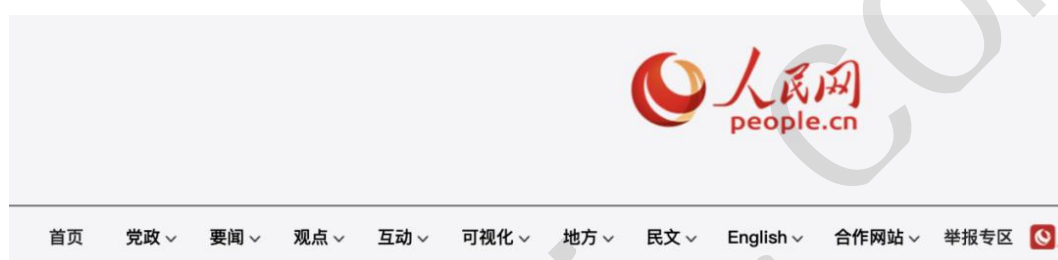 人民网
people.cn
首页 党政 要闻 观点 互动 可视化 地方 民文 English 合作网站 举报专区